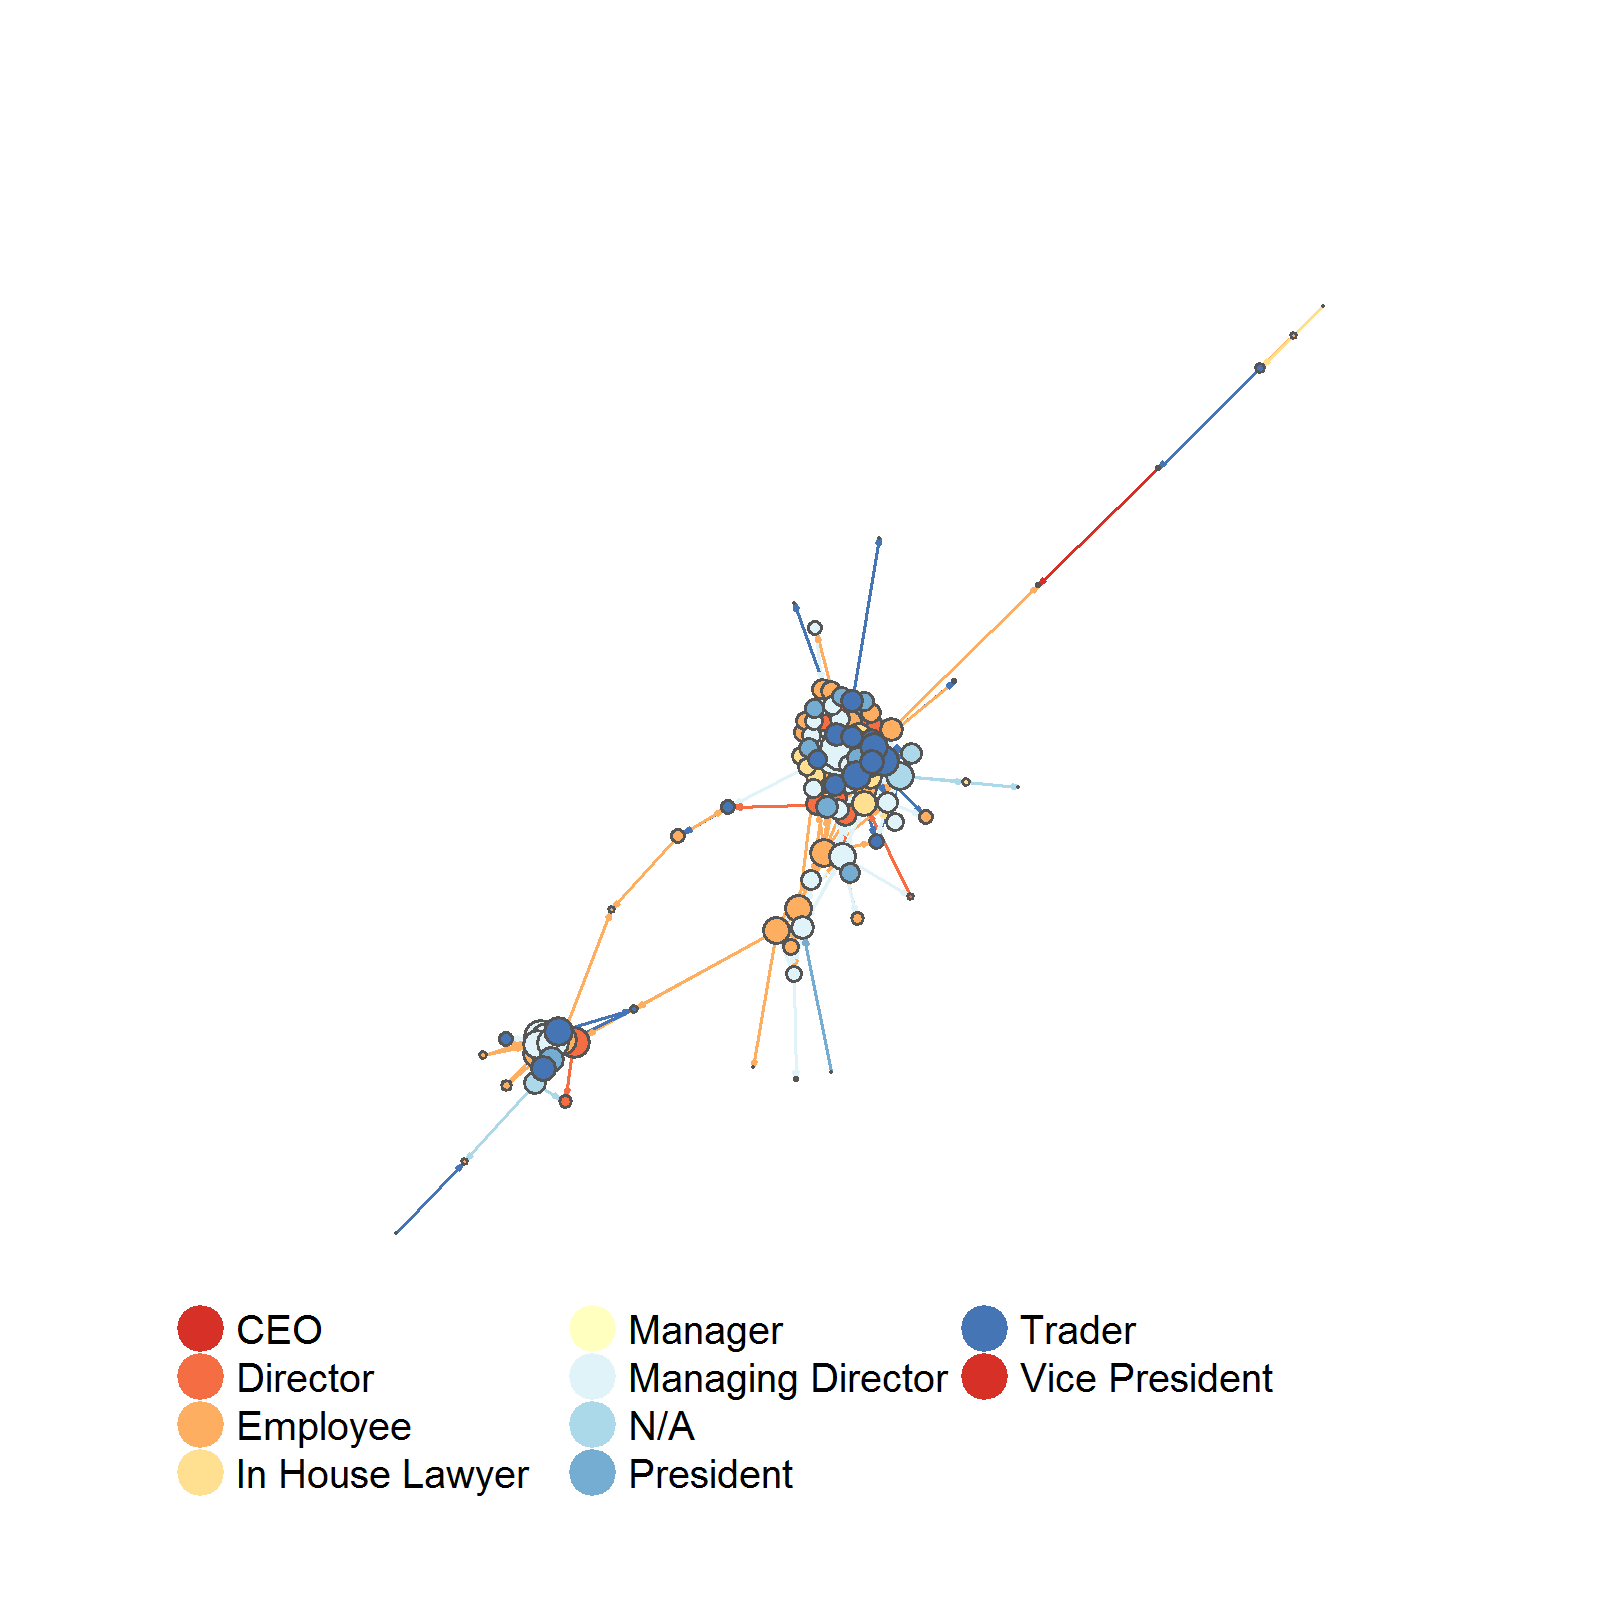 CEO
Director
Employee
In House Lawyer
Manager
Managing Director
N/A
President
Trader
Vice President